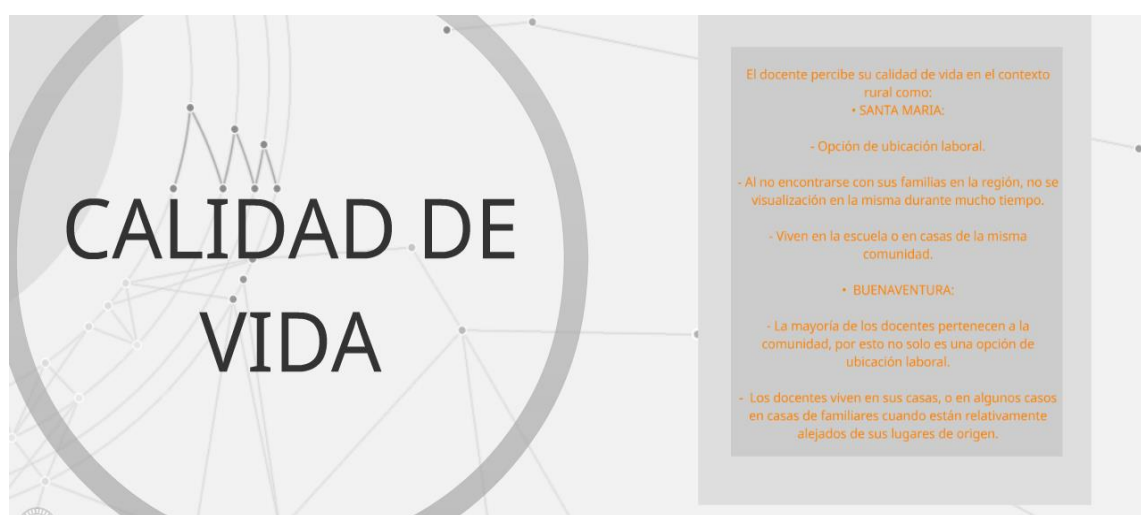 CALIDAD DE
VIDA
El docente percibe su calidad de vida en el contexto
rural como:
• SANTA MARIA:
- Opción de ubicación laboral.
- Al no encontrarse con sus familias en la región, no se
visualización en la misma durante mucho tiempo.
- Viven en la escuela o en casas de la misma
comunidad.
• BUENAVENTURA:
- La mayoría de los docentes pertenecen a la
comunidad, por esto no solo es una opción de
ubicación laboral.
- Los docentes viven en sus casas, o en algunos casos
en casas de familiares cuando están relativamente
alejados de sus lugares de origen.